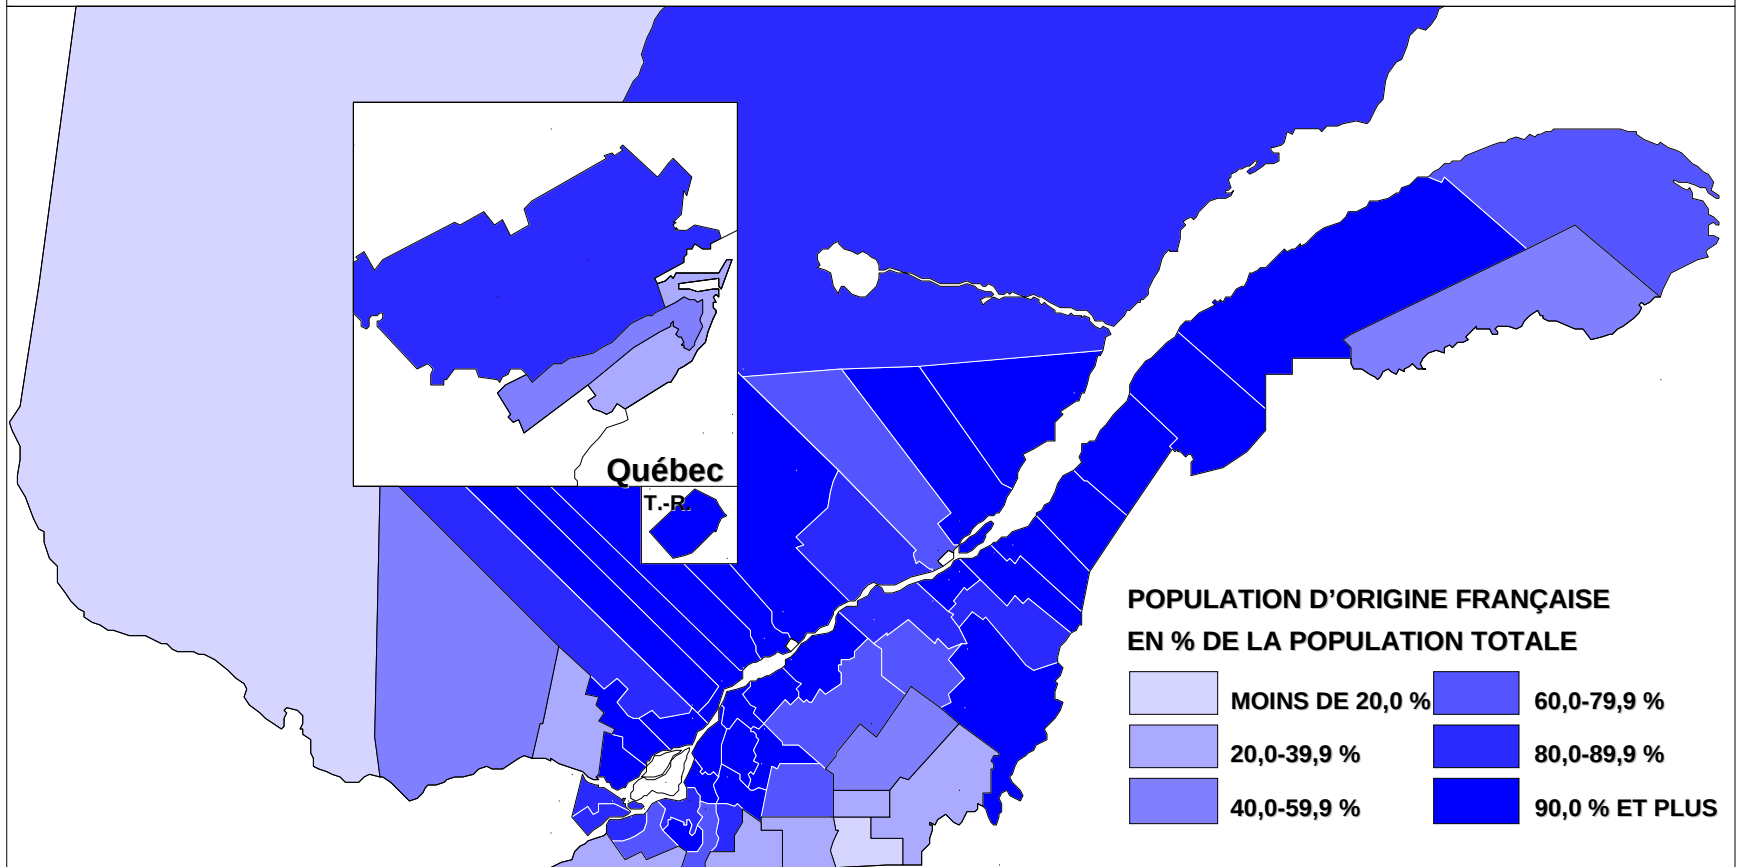 Québec
T.-R.
POPULATION D’ORIGINE FRANÇAISE
EN % DE LA POPULATION TOTALE
MOINS DE 20,0 %
60,0-79,9 %
20,0-39,9 %
80,0-89,9 %
40,0-59,9 %
90,0 % ET PLUS